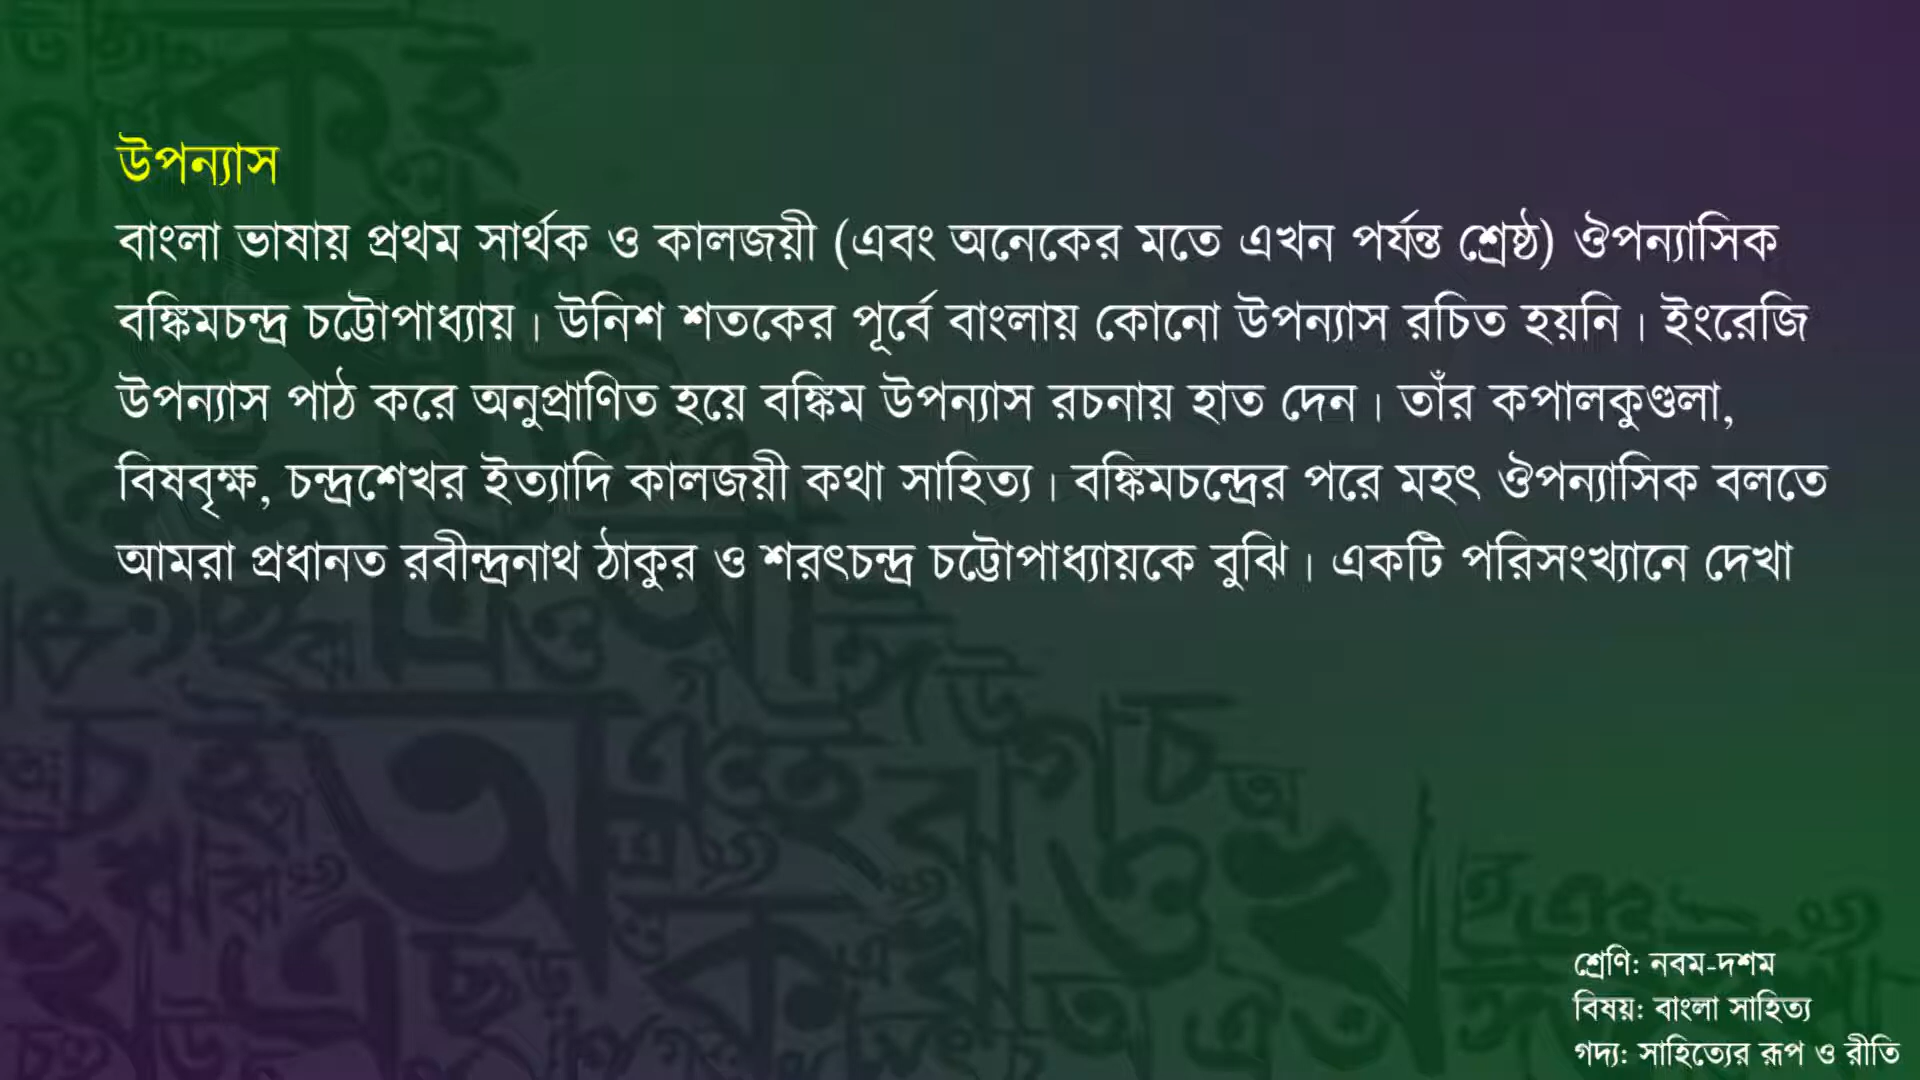 উপন্যাস
বাংলা ভাষায় প্রথম সার্থক ও কালজয়ী (এবং অনেকের মতে এখন পর্যন্ত শ্রেষ্ঠ) ঔপন্যাসিক
বঙ্কিমচন্দ্র চট্টোপাধ্যায়। উনিশ শতকের পূর্বে বাংলায় কোনো উপন্যাস রচিত হয়নি। ইংরেজি
উপন্যাস পাঠ করে অনুপ্রাণিত হয়ে বঙ্কিম উপন্যাস রচনায় হাত দেন। তাঁর কপালকুণ্ডলা,
বিষবৃক্ষ, চন্দ্রশেখর ইত্যাদি কালজয়ী কথা সাহিত্য। বঙ্কিমচন্দ্রের পরে মহৎ ঔপন্যাসিক বলতে
আমরা প্রধানত রবীন্দ্রনাথ ঠাকুর ও শরৎচন্দ্র চট্টোপাধ্যায়কে বুঝি। একটি পরিসংখ্যানে দেখা
শ্রেণি: নবম-দশম
বিষয়: বাংলা সাহিত্য
গদ্য: সাহিত্যের রূপ ও রীতি